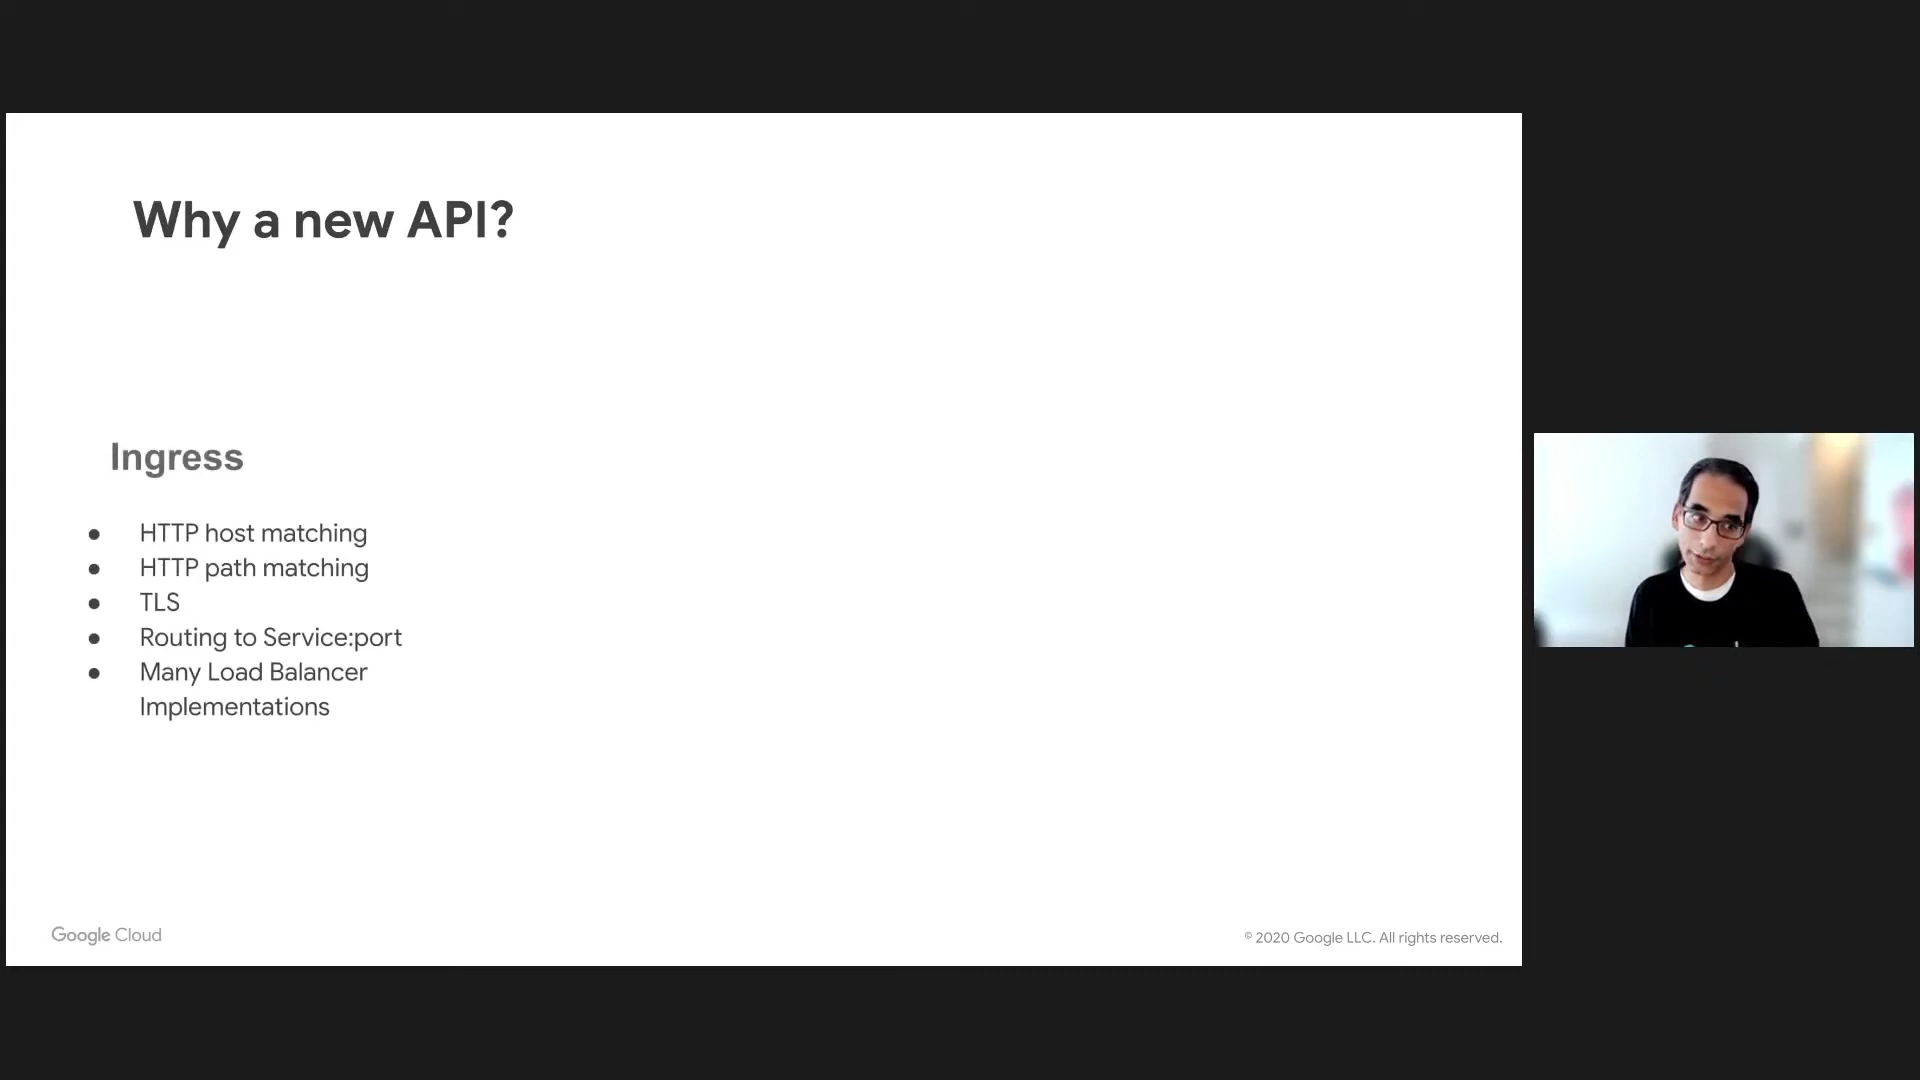 Why a new API?
Ingress
● HTTP host matching
● HTTP path matching
● TLS
● Routing to Service:port
● Many Load Balancer
Implementations
Google Cloud
© 2020 Google LLC. All rights reserved.